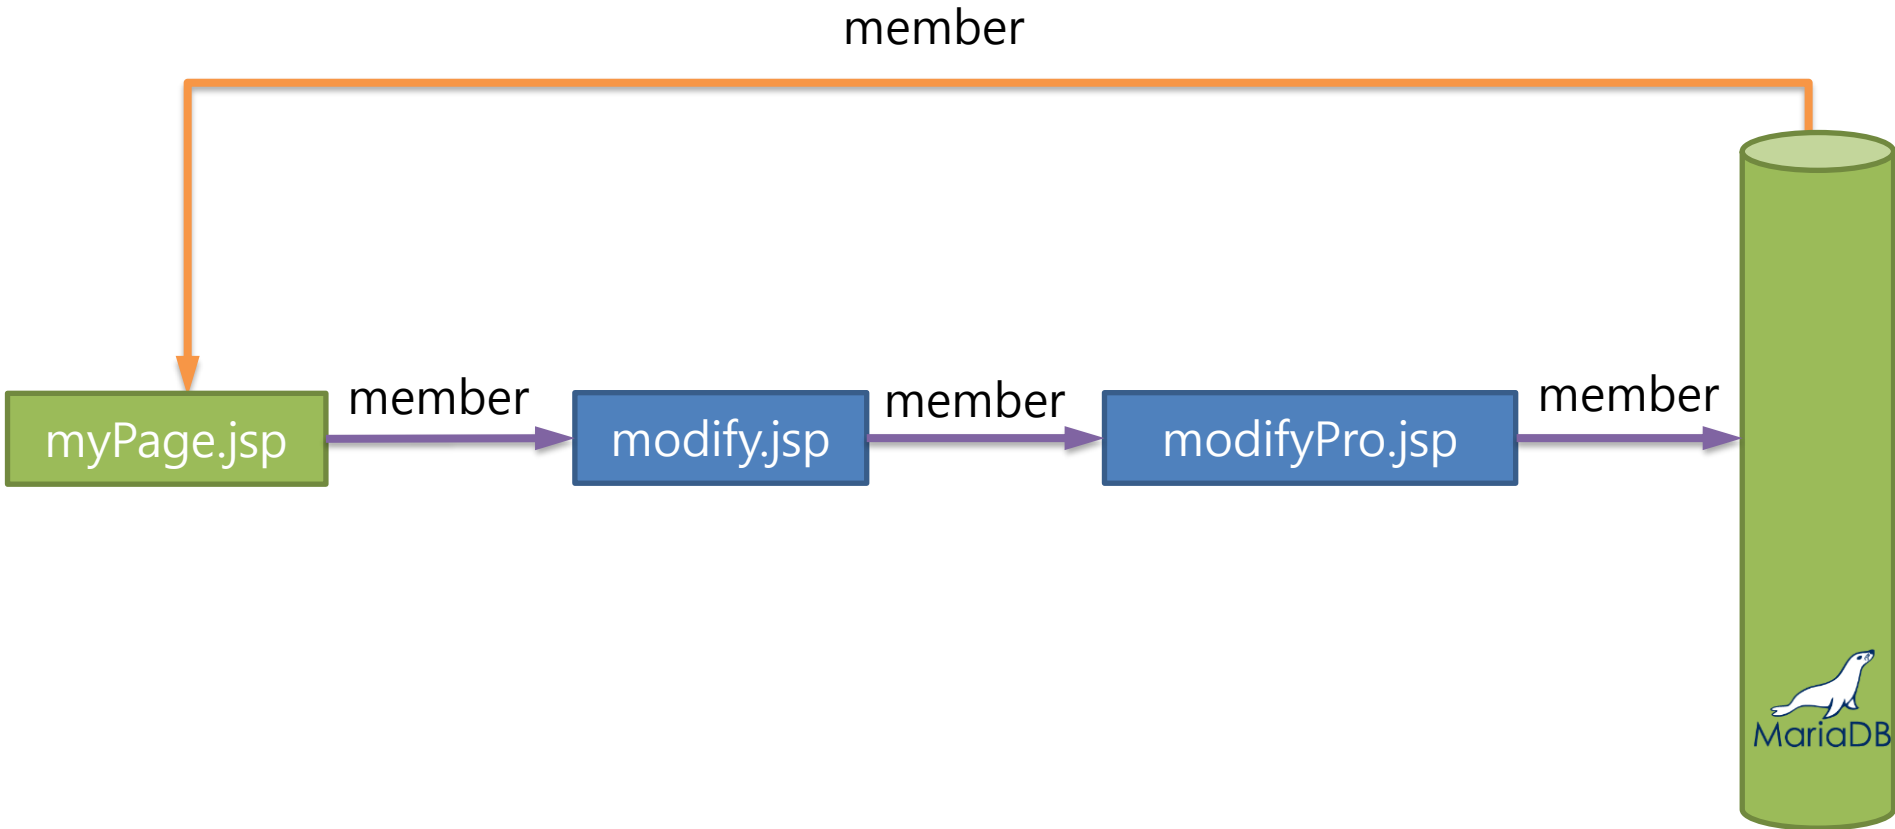 member
myPage.jsp
member
modify.jsp
member
modifyPro.jsp
member
MariaDB